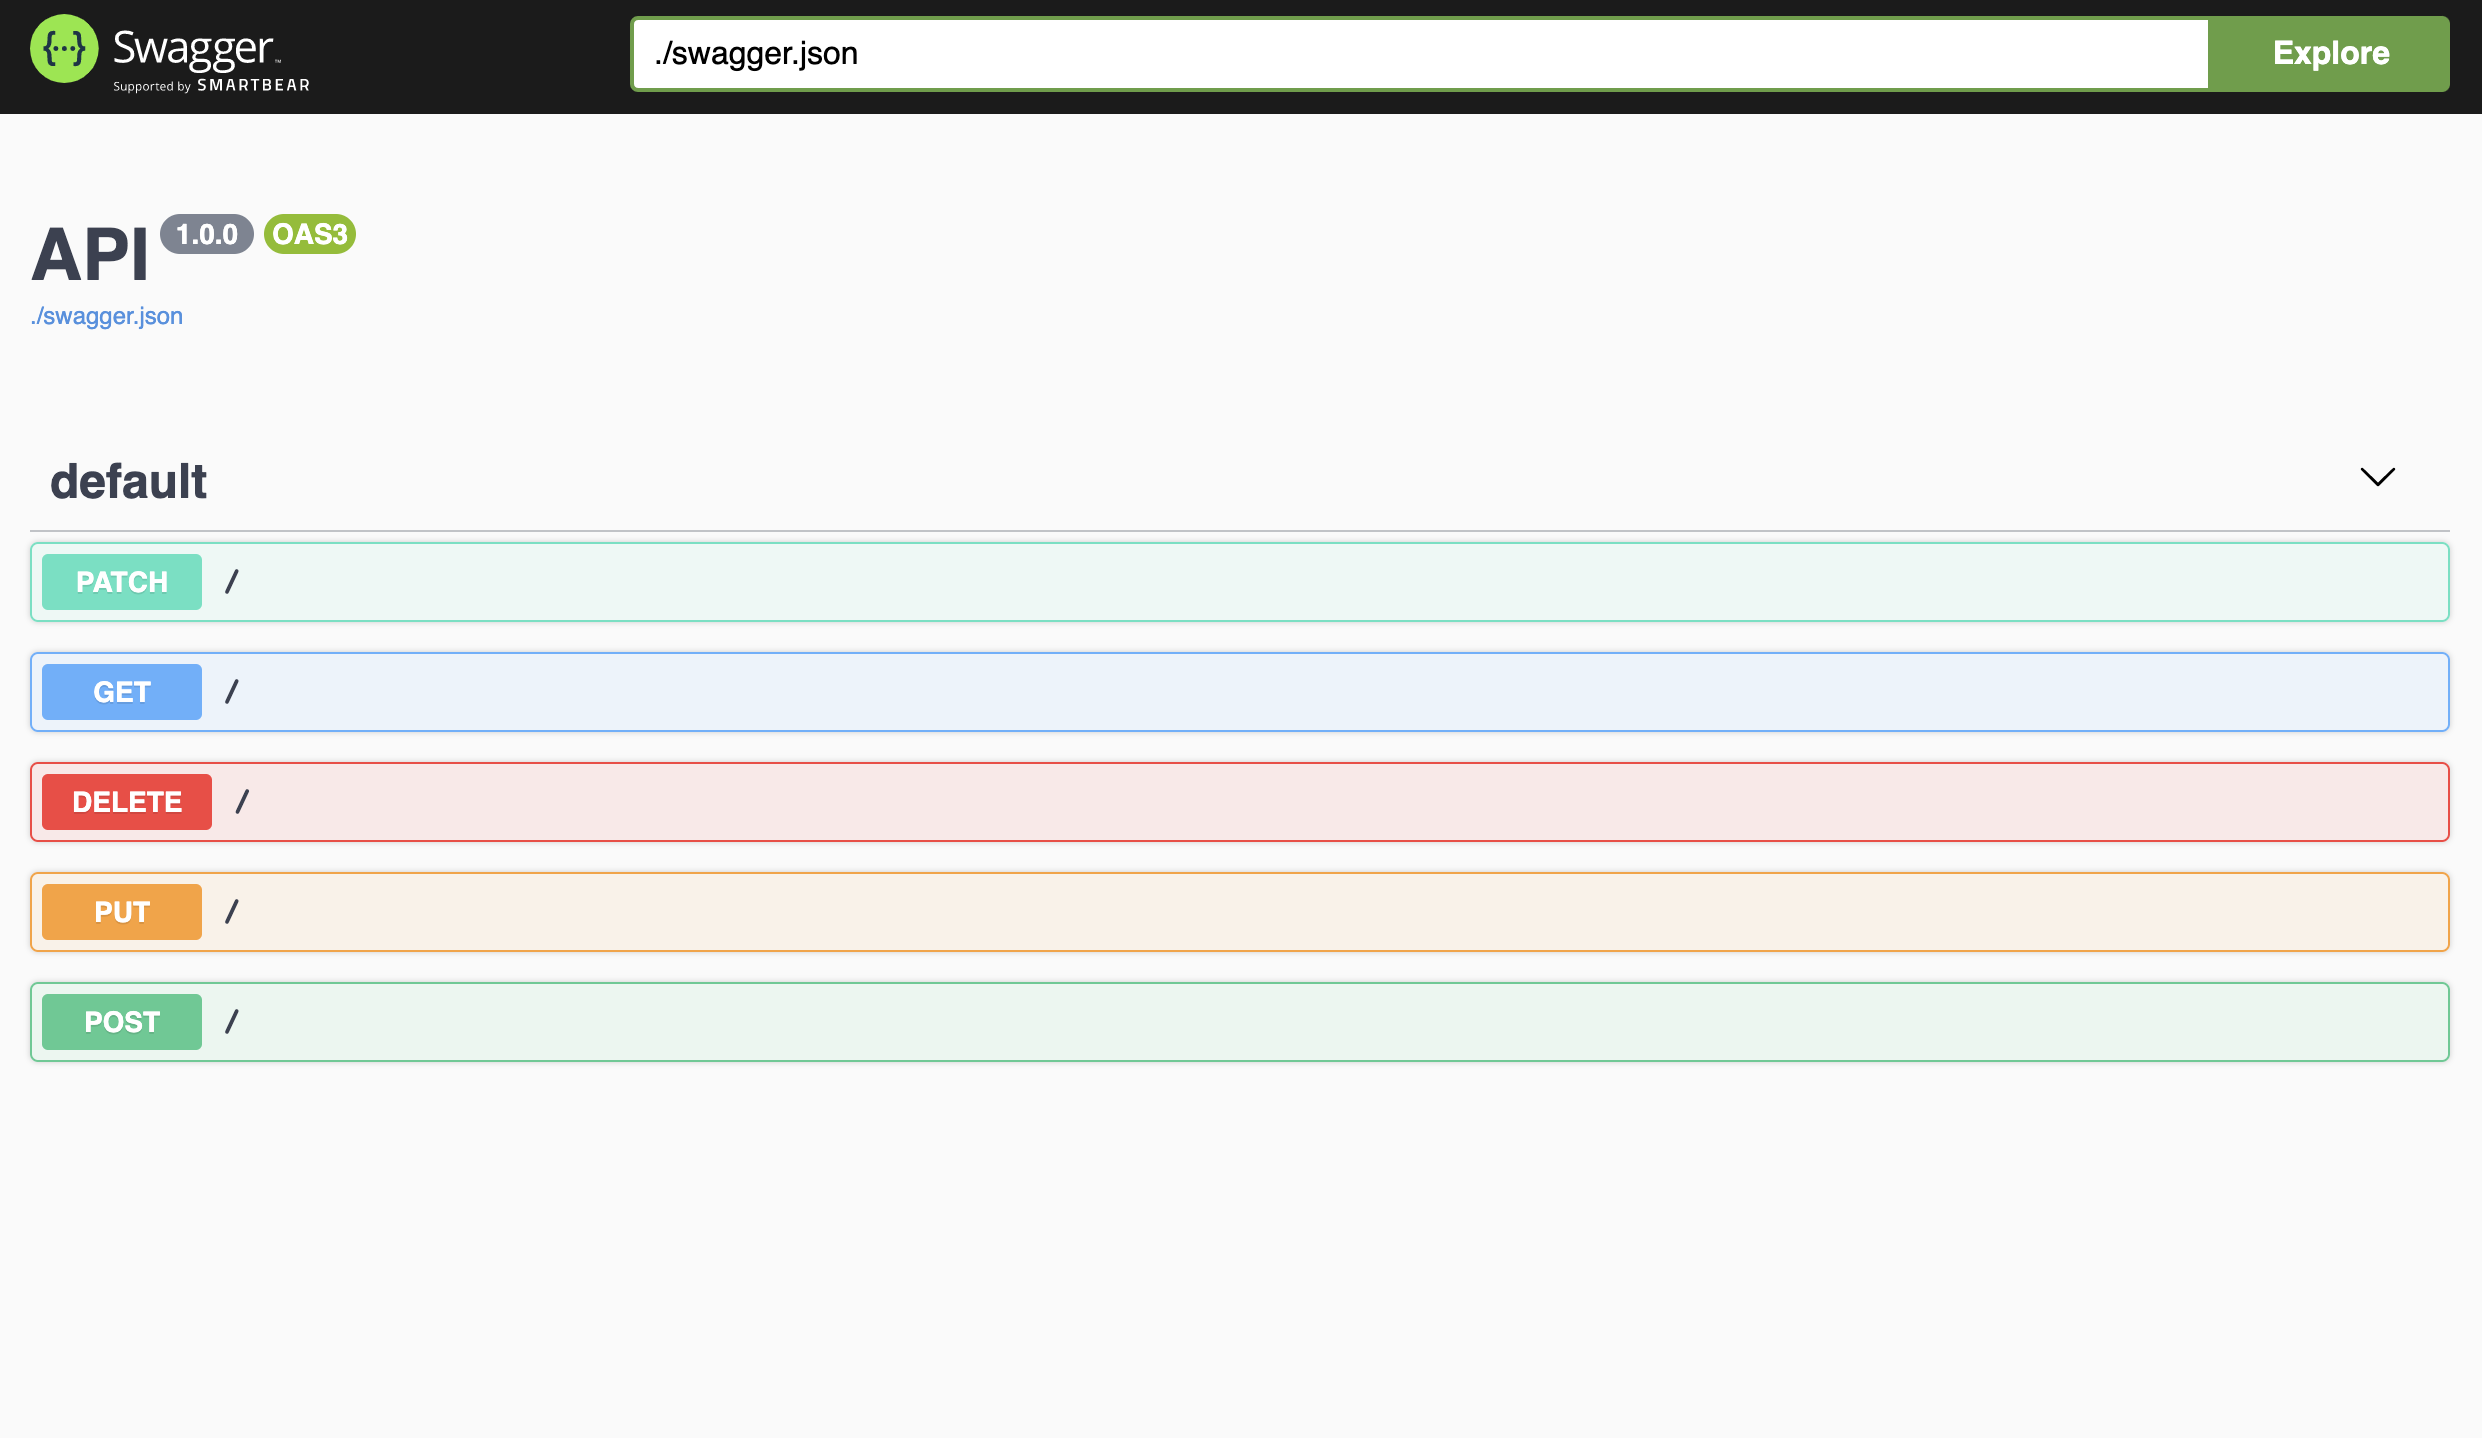 {···} Swagger™
Supported by SMARTBEAR
./swagger.json
Explore
API 1.0.0 OAS3
./swagger.json
default
PATCH /
GET /
DELETE /
PUT /
POST /